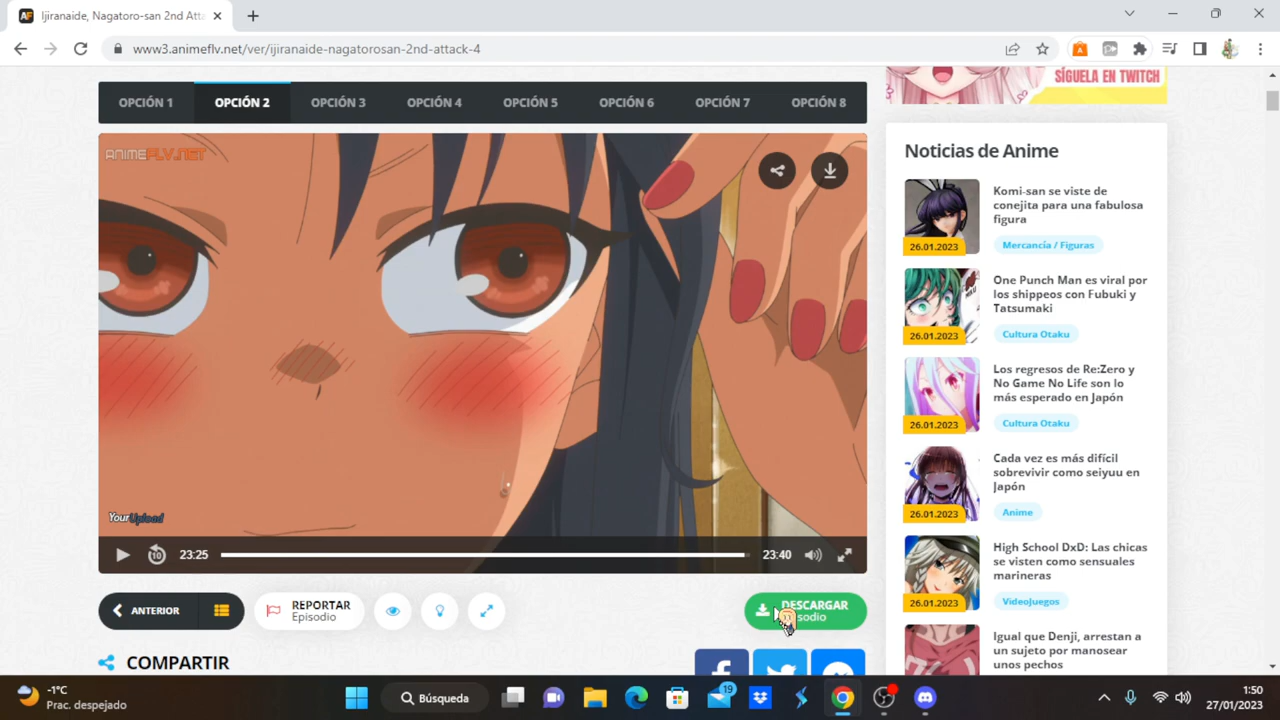 Ijiranaide, Nagatoro-san 2nd Atta
www3.animeflv.net/ver/ijiranaide-nagatorosan-2nd-attack-4
OPCIÓN 1
OPCIÓN 2
OPCIÓN 3
OPCIÓN 4
OPCIÓN 5
OPCIÓN 6
OPCIÓN 7
OPCIÓN 8
ANIMEFLV.NET
YourUpload
10
23:25
23:40
ANTERIOR
REPORTAR
Episodio
DESCARGAR
sodio
COMPARTIR
SÍGUELA EN TWITCH
Noticias de Anime
26.01.2023
Komi-san se viste de
conejita para una fabulosa
figura
Mercancía / Figuras
26.01.2023
One Punch Man es viral por
los shippeos con Fubuki y
Tatsumaki
Cultura Otaku
26.01.2023
Los regresos de Re:Zero y
No Game No Life son lo
más esperado en Japón
Cultura Otaku
26.01.2023
Cada vez es más difícil
sobrevivir como seiyuu en
Japón
Anime
26.01.2023
High School DxD: Las chicas
se visten como sensuales
marineras
VideoJuegos
Igual que Denji, arrestan a
un sujeto por manosear
unos pechos
-1°C
Prac. despejado
Búsqueda
19
1:50
27/01/2023